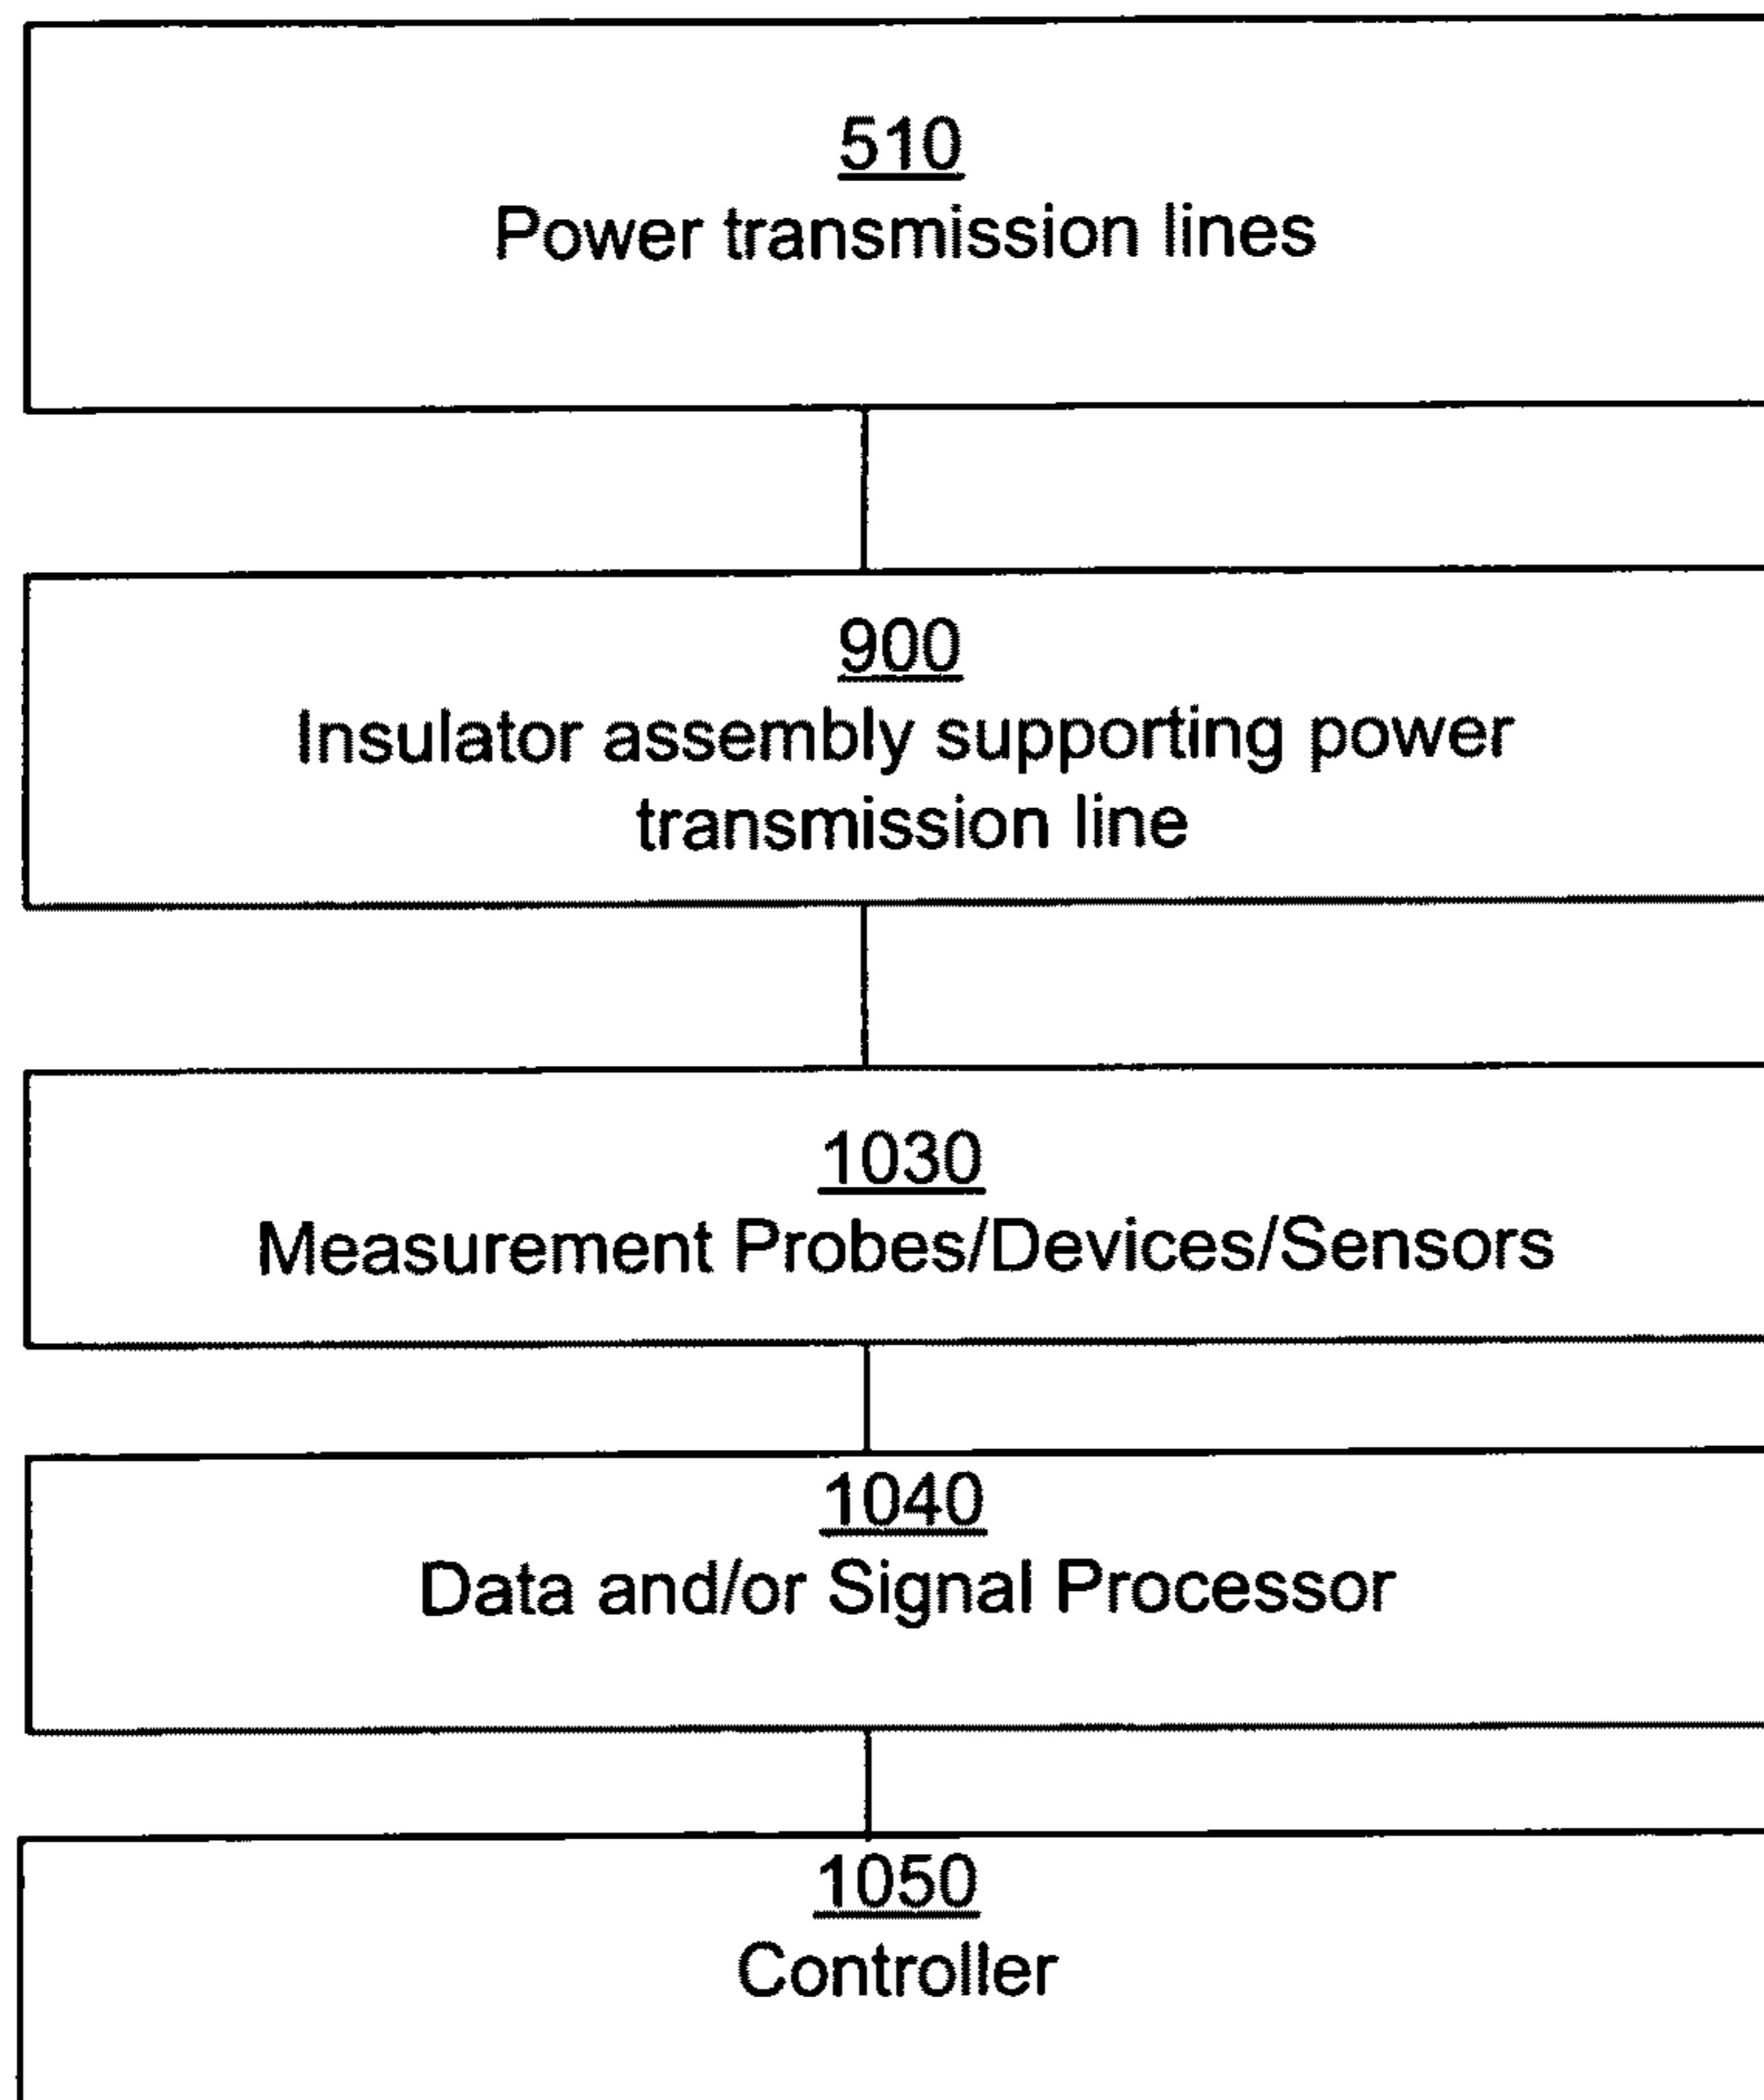 510
Power transmission lines
900
Insulator assembly supporting power
transmission line
1030
Measurement Probes/Devices/Sensors
1040
Data and/or Signal Processor
1050
Controller